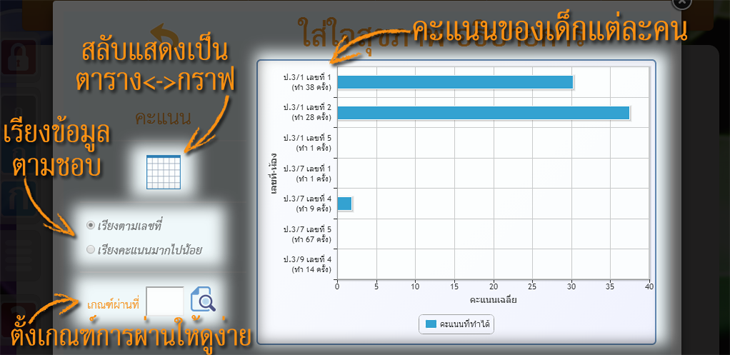 ใส่ใจสุขภาพ
คะแนนของเด็กแต่ละคน
สลับแสดงเป็น
ตาราง<->กราฟ
คะแนน
เรียงข้อมูล
ตามชอบ
เรียงตามเลขที่
เรียงคะแนนมากไปน้อย
เกณฑ์ผ่านที่
ตั้งเกณฑ์การผ่านให้ดูง่าย
เลขที่/ห้อง
ป.3/1 เลขที่ 1
(ทำ 38 ครั้ง)
ป.3/1 เลขที่ 2
(ทำ 28 ครั้ง)
ป.3/1 เลขที่ 5
(ทำ 1 ครั้ง)
ป.3/7 เลขที่ 1
(ทำ 1 ครั้ง)
ป.3/7 เลขที่ 4
(ทำ 9 ครั้ง)
ป.3/7 เลขที่ 5
(ทำ 67 ครั้ง)
ป.3/9 เลขที่ 4
(ทำ 14 ครั้ง)
0 5 10 15 20 25 30 35 40
คะแนนเฉลี่ย
คะแนนที่ทำได้